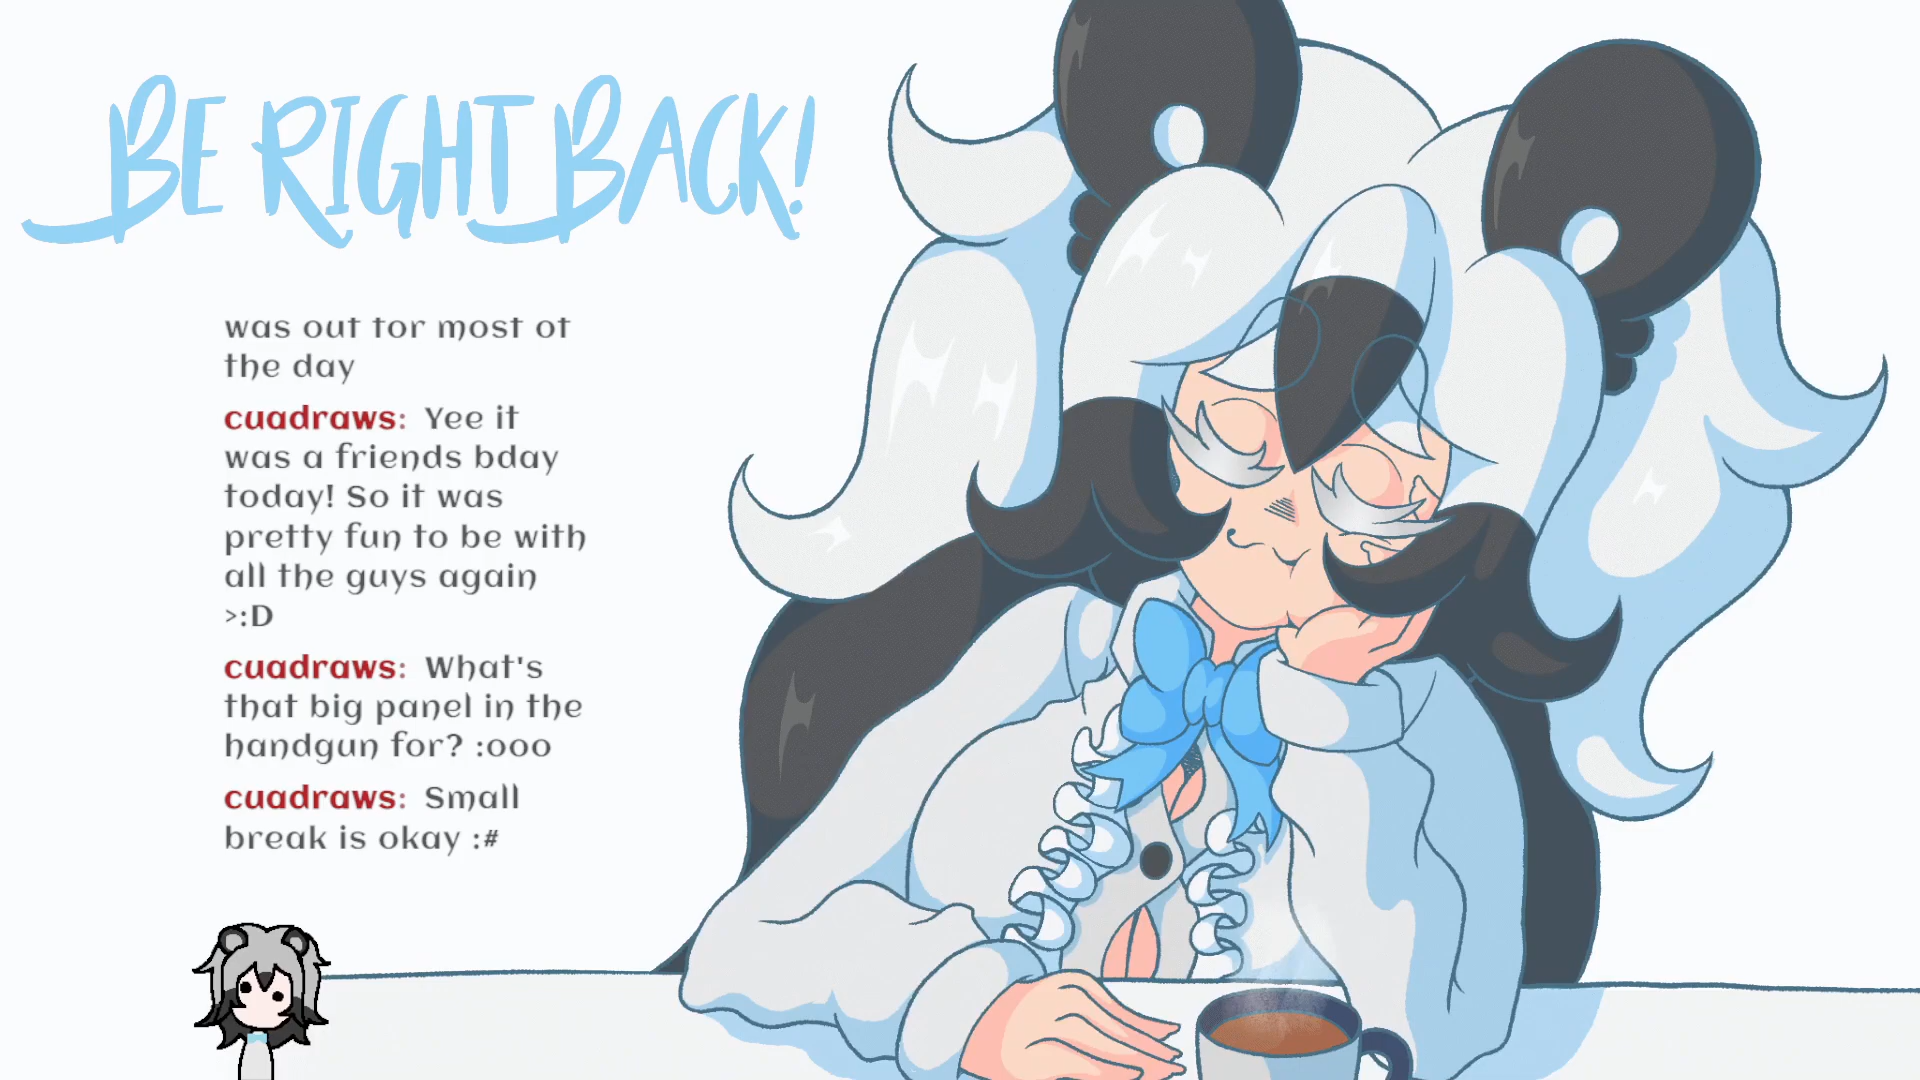 BE RIGHT BACK!
was out for most of
the day
cuadraws: Yee it
was a friends bday
today! So it was
pretty fun to be with
all the guys again
>:D
cuadraws: What's
that big panel in the
handgun for? :ooo
cuadraws: Small
break is okay :#